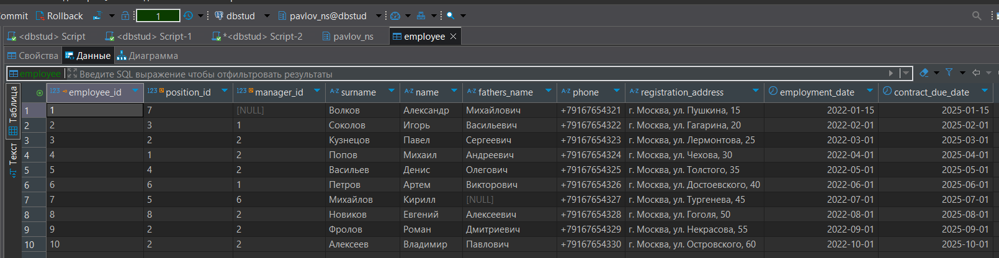 ommit Rollback 1 dbstud pavlov_ns@dbstud
<dbstud> Script <dbstud> Script-1 *<dbstud> Script-2 pavlov_ns employee
Свойства Данные Диаграмма
employee Введите SQL выражение чтобы отфильтровать результаты
Таблица
Текст
123 employee_id 123 position_id 123 manager_id A-Z surname A-Z name A-Z fathers_name A-Z phone A-Z registration_address employment_date contract_due_date
1 1 7 [NULL] Волков Александр Михайлович +79167654321 г. Москва, ул. Пушкина, 15 2022-01-15 2025-01-15
2 2 3 1 Соколов Игорь Васильевич +79167654322 г. Москва, ул. Гагарина, 20 2022-02-01 2025-02-01
3 3 2 2 Кузнецов Павел Сергеевич +79167654323 г. Москва, ул. Лермонтова, 25 2022-03-01 2025-03-01
4 4 1 2 Попов Михаил Андреевич +79167654324 г. Москва, ул. Чехова, 30 2022-04-01 2025-04-01
5 5 4 2 Васильев Денис Олегович +79167654325 г. Москва, ул. Толстого, 35 2022-05-01 2025-05-01
6 6 6 1 Петров Артем Викторович +79167654326 г. Москва, ул. Достоевского, 40 2022-06-01 2025-06-01
7 7 5 6 Михайлов Кирилл [NULL] +79167654327 г. Москва, ул. Тургенева, 45 2022-07-01 2025-07-01
8 8 8 2 Новиков Евгений Алексеевич +79167654328 г. Москва, ул. Гоголя, 50 2022-08-01 2025-08-01
9 9 2 2 Фролов Роман Дмитриевич +79167654329 г. Москва, ул. Некрасова, 55 2022-09-01 2025-09-01
10 10 2 2 Алексеев Владимир Павлович +79167654330 г. Москва, ул. Островского, 60 2022-10-01 2025-10-01